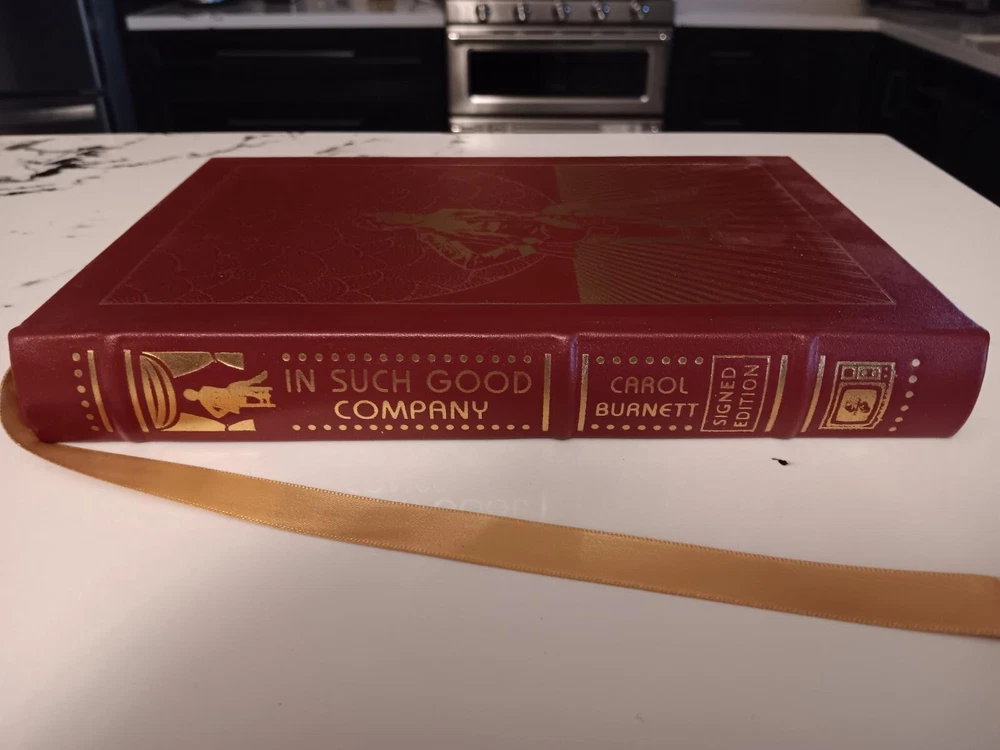 IN SUCH GOOD
COMPANY
CAROL
BURNETT
SIGNED
EDITION